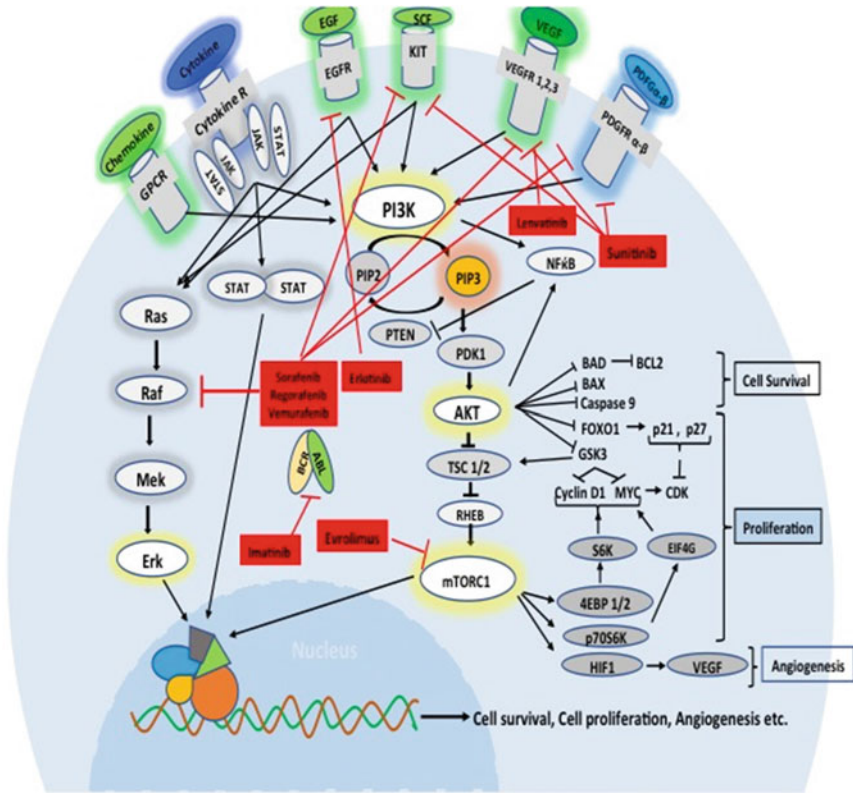 EGF
SCF
VEGF
Cytokine
EGFR
KIT
VEGFR 1,2,3
PDFGα-β
Cytokine R
PDGFR α-β
Chemokine
JAK
STAT
JAK
STAT
GPCR
PI3K
Lenvatinib
Sunitinib
NFκB
PIP2
PIP3
STAT
STAT
Ras
PTEN
PDK1
BAD
BCL2
Cell Survival
Raf
Sorafenib
Regorafenib
Vemurafenib
Erlotinib
BAX
Caspase 9
AKT
FOXO1
p21 , p27
TSC 1/2
GSK3
BCR
ABL
Mek
Cyclin D1
MYC
CDK
RHEB
Proliferation
Imatinib
Evrolimus
S6K
EIF4G
Erk
mTORC1
4EBP 1/2
p70S6K
Nucleus
HIF1
VEGF
Angiogenesis
Cell survival, Cell proliferation, Angiogenesis etc.